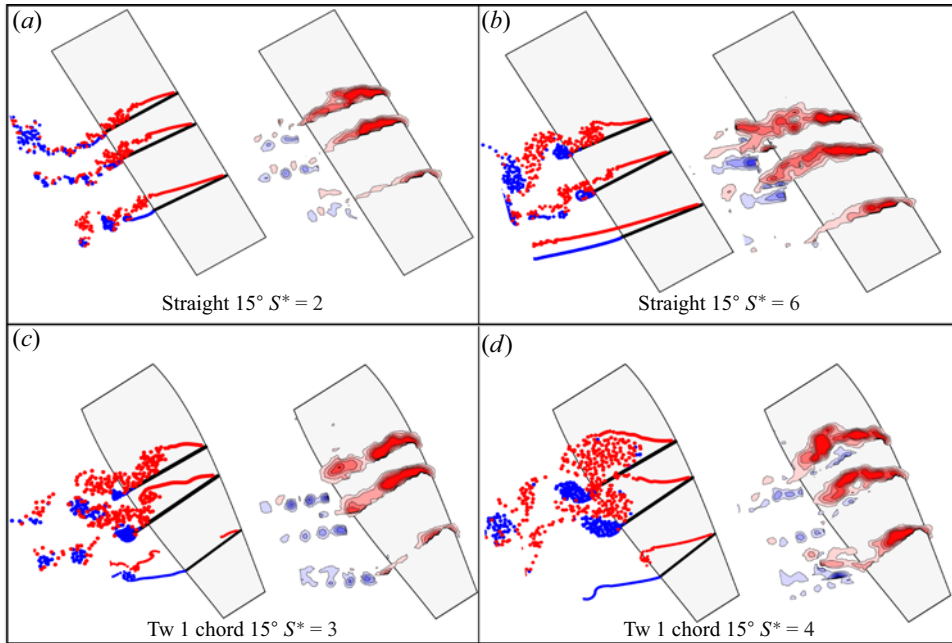 (a)
(b)
Straight 15° S* = 2
Straight 15° S* = 6
(c)
(d)
Tw 1 chord 15° S* = 3
Tw 1 chord 15° S* = 4